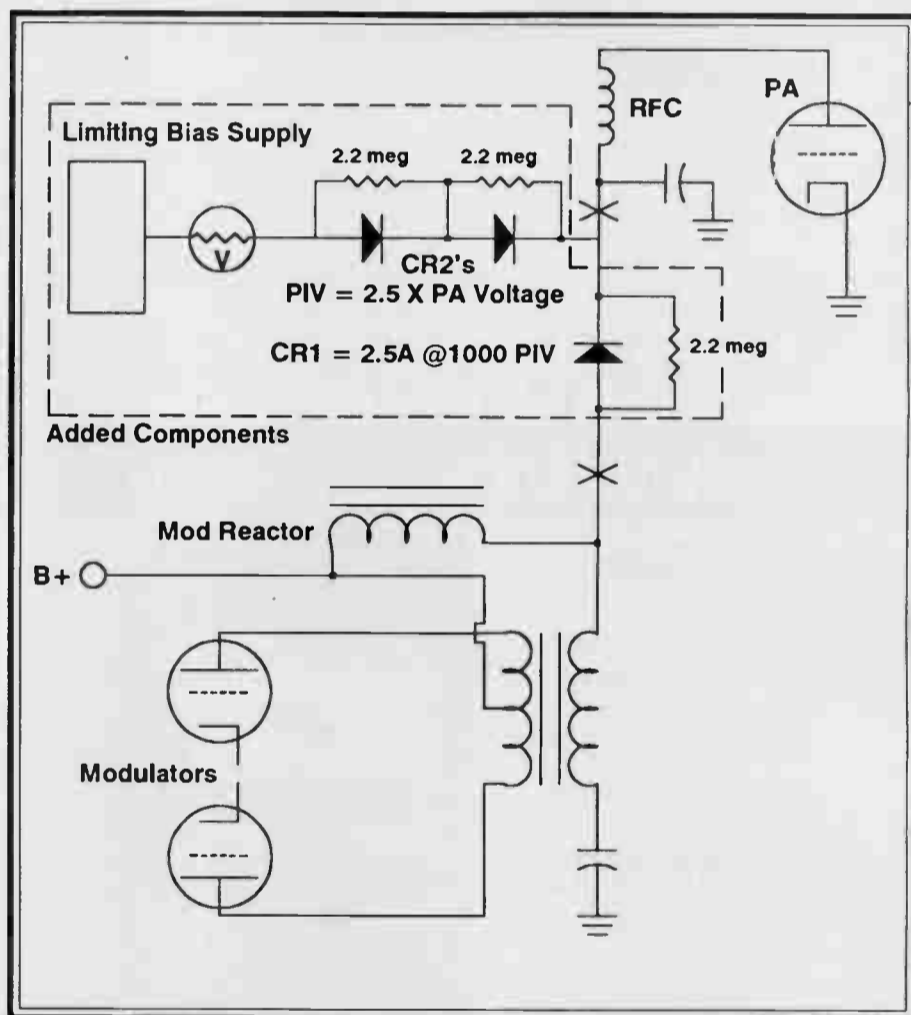 RFC
PA
Limiting Bias Supply
2.2 meg
2.2 meg
V
CR2's
PIV = 2.5 X PA Voltage
CR1 = 2.5A @1000 PIV
2.2 meg
Added Components
Mod Reactor
B+
Modulators